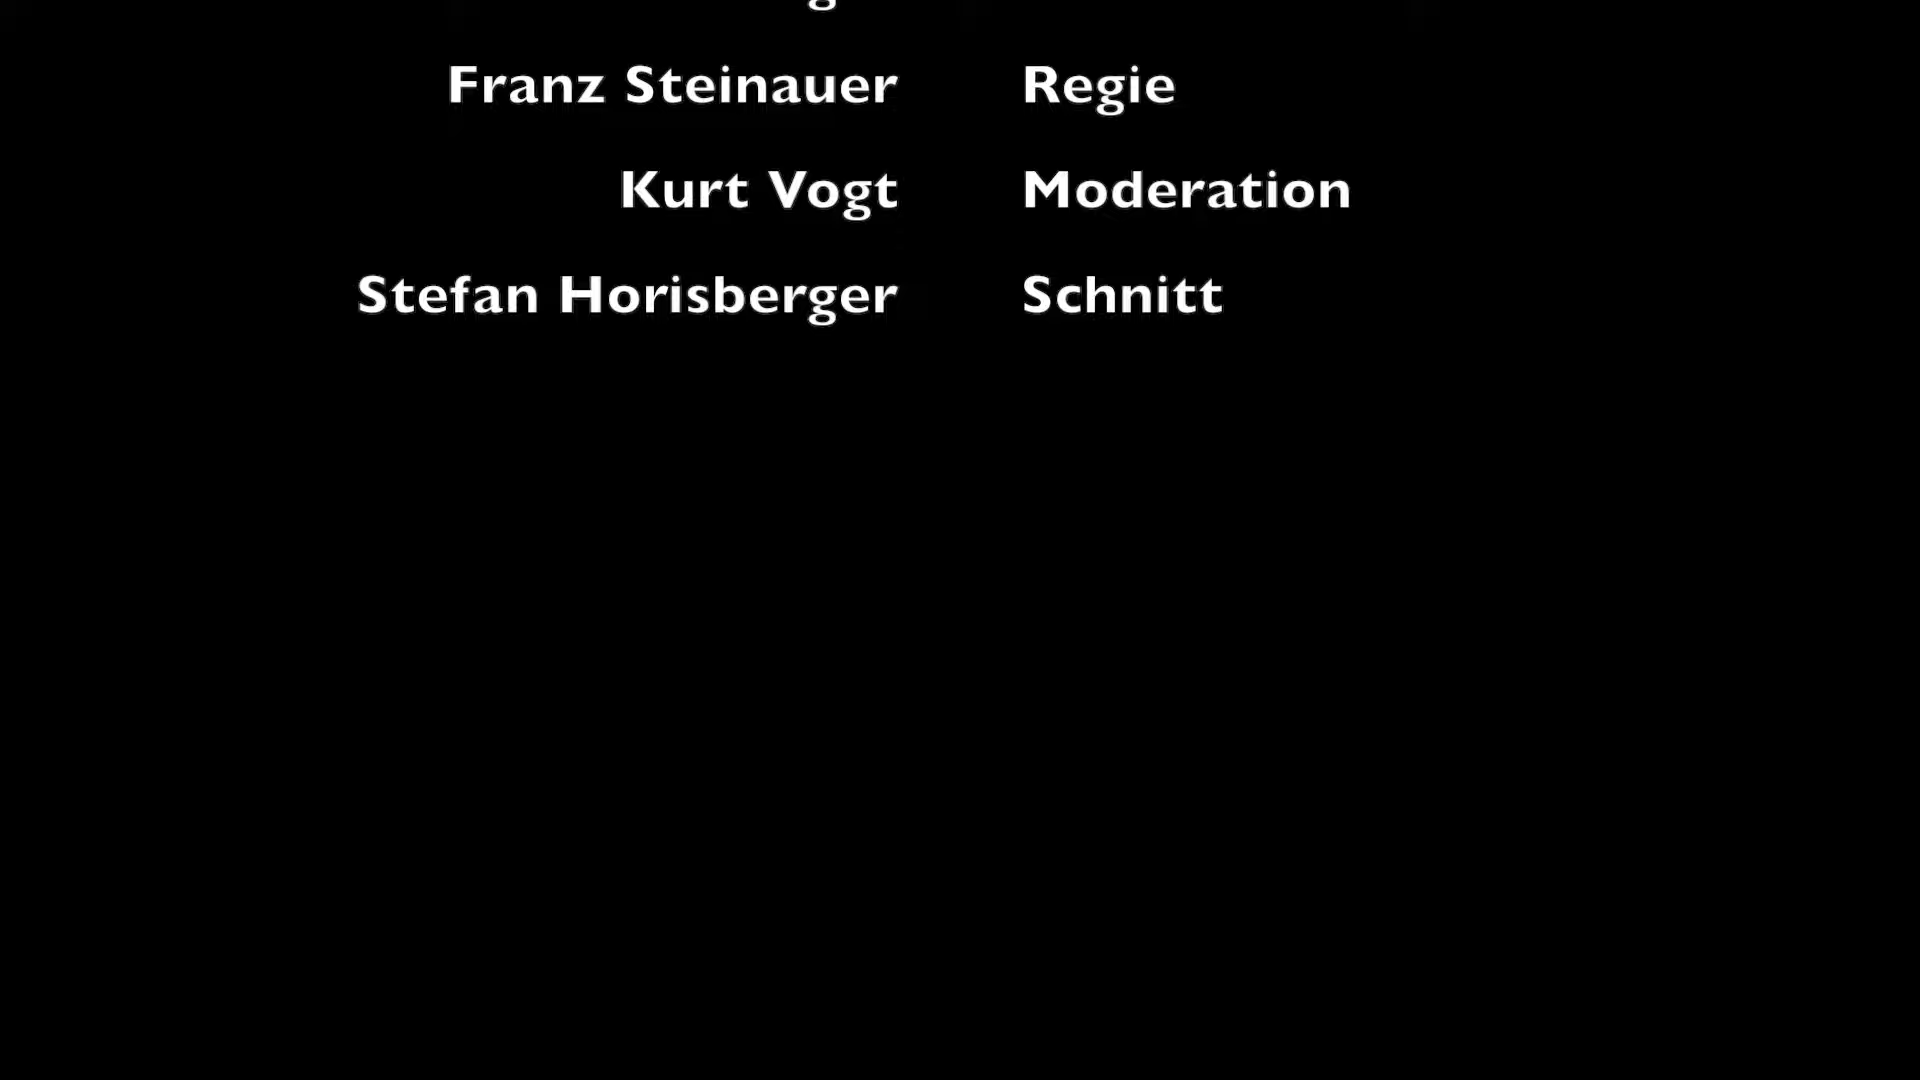 Franz Steinauer Regie
Kurt Vogt Moderation
Stefan Horisberger Schnitt